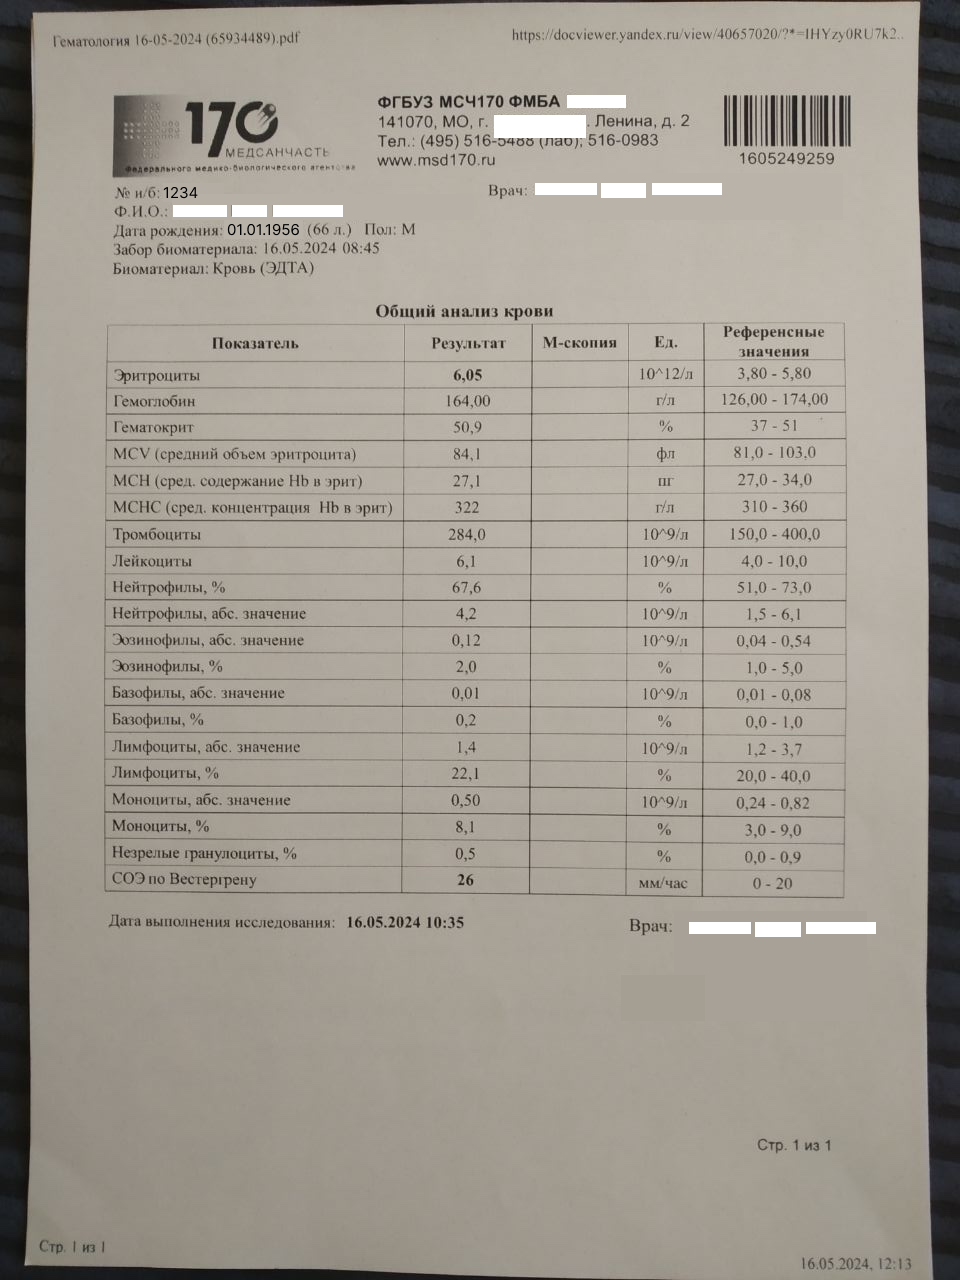 Гематология 16-05-2024 (65934489).pdf
https://docviewer.yandex.ru/view/40657020/?*=IHYzy0RU7k2..
170
МЕДСАНЧАСТЬ
Федерального медико-биологического агентства
ФГБУЗ МСЧ170 ФМБА
141070, МО, г. . Ленина, д. 2
Тел.: (495) 516-5488 (лаб); 516-0983
www.msd170.ru
1605249259
№ и/б: 1234
Врач:
Ф.И.О.:
Дата рождения: 01.01.1956 (66 л.) Пол: М
Забор биоматериала: 16.05.2024 08:45
Биоматериал: Кровь (ЭДТА)
Общий анализ крови
Показатель Результат М-скопия Ед. Референсные значения
Эритроциты 6,05 10^12/л 3,80 - 5,80
Гемоглобин 164,00 г/л 126,00 - 174,00
Гематокрит 50,9 % 37 - 51
MCV (средний объем эритроцита) 84,1 фл 81,0 - 103,0
МСН (сред. содержание Hb в эрит) 27,1 пг 27,0 - 34,0
МСНС (сред. концентрация Hb в эрит) 322 г/л 310 - 360
Тромбоциты 284,0 10^9/л 150,0 - 400,0
Лейкоциты 6,1 10^9/л 4,0 - 10,0
Нейтрофилы, % 67,6 % 51,0 - 73,0
Нейтрофилы, абс. значение 4,2 10^9/л 1,5 - 6,1
Эозинофилы, абс. значение 0,12 10^9/л 0,04 - 0,54
Эозинофилы, % 2,0 % 1,0 - 5,0
Базофилы, абс. значение 0,01 10^9/л 0,01 - 0,08
Базофилы, % 0,2 % 0,0 - 1,0
Лимфоциты, абс. значение 1,4 10^9/л 1,2 - 3,7
Лимфоциты, % 22,1 % 20,0 - 40,0
Моноциты, абс. значение 0,50 10^9/л 0,24 - 0,82
Моноциты, % 8,1 % 3,0 - 9,0
Незрелые гранулоциты, % 0,5 % 0,0 - 0,9
СОЭ по Вестергрену 26 мм/час 0 - 20
Дата выполнения исследования: 16.05.2024 10:35
Врач:
Стр. 1 из 1
Стр. 1 из 1
16.05.2024, 12:13